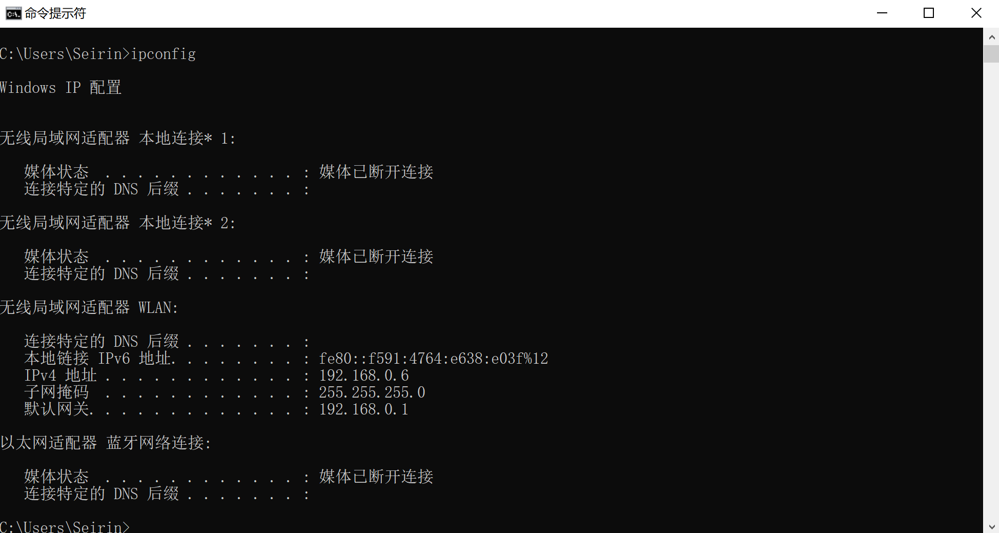 命令提示符
C:\Users\Seirin>ipconfig
Windows IP 配置
无线局域网适配器 本地连接* 1:
媒体状态  . . . . . . . . . . . . : 媒体已断开连接
连接特定的 DNS 后缀 . . . . . . . :
无线局域网适配器 本地连接* 2:
媒体状态  . . . . . . . . . . . . : 媒体已断开连接
连接特定的 DNS 后缀 . . . . . . . :
无线局域网适配器 WLAN:
连接特定的 DNS 后缀 . . . . . . . :
本地链接 IPv6 地址. . . . . . . . : fe80::f591:4764:e638:e03f%12
IPv4 地址 . . . . . . . . . . . . : 192.168.0.6
子网掩码  . . . . . . . . . . . . : 255.255.255.0
默认网关. . . . . . . . . . . . . : 192.168.0.1
以太网适配器 蓝牙网络连接:
媒体状态  . . . . . . . . . . . . : 媒体已断开连接
连接特定的 DNS 后缀 . . . . . . . :
C:\Users\Seirin>